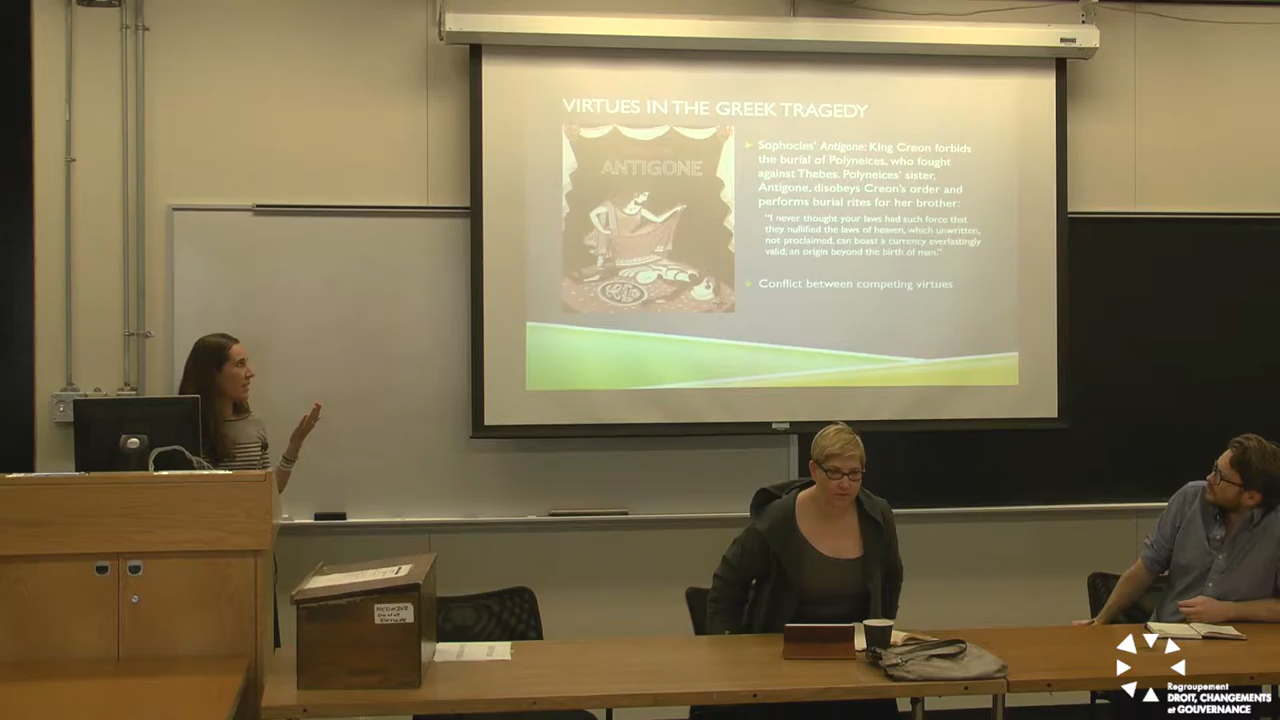 VIRTUES IN THE GREEK TRAGEDY
ANTIGONE
Sophocles' Antigone: King Creon forbids
the burial of Polyneices, who fought
against Thebes. Polyneices' sister,
Antigone, disobeys Creon's order and
performs burial rites for her brother:
"I never thought your laws had such force that
they nullified the laws of heaven, which unwritten,
not proclaimed, can boast a currency everlastingly
valid; an origin beyond the birth of man."
Conflict between competing virtues
Regroupement
DROIT, CHANGEMENTS
et GOUVERNANCE